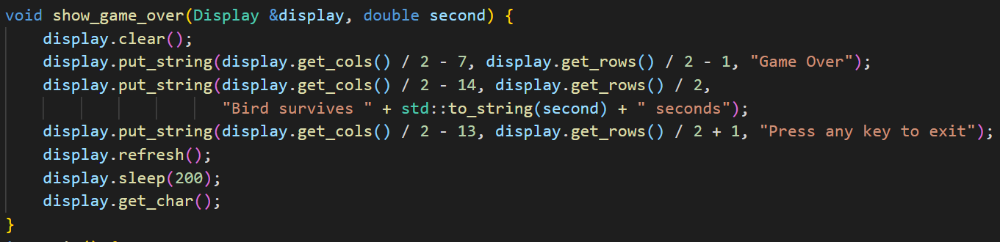 void show_game_over(Display &display, double second) {
    display.clear();
    display.put_string(display.get_cols() / 2 - 7, display.get_rows() / 2 - 1, "Game Over");
    display.put_string(display.get_cols() / 2 - 14, display.get_rows() / 2,
                       "Bird survives " + std::to_string(second) + " seconds");
    display.put_string(display.get_cols() / 2 - 13, display.get_rows() / 2 + 1, "Press any key to exit");
    display.refresh();
    display.sleep(200);
    display.get_char();
}